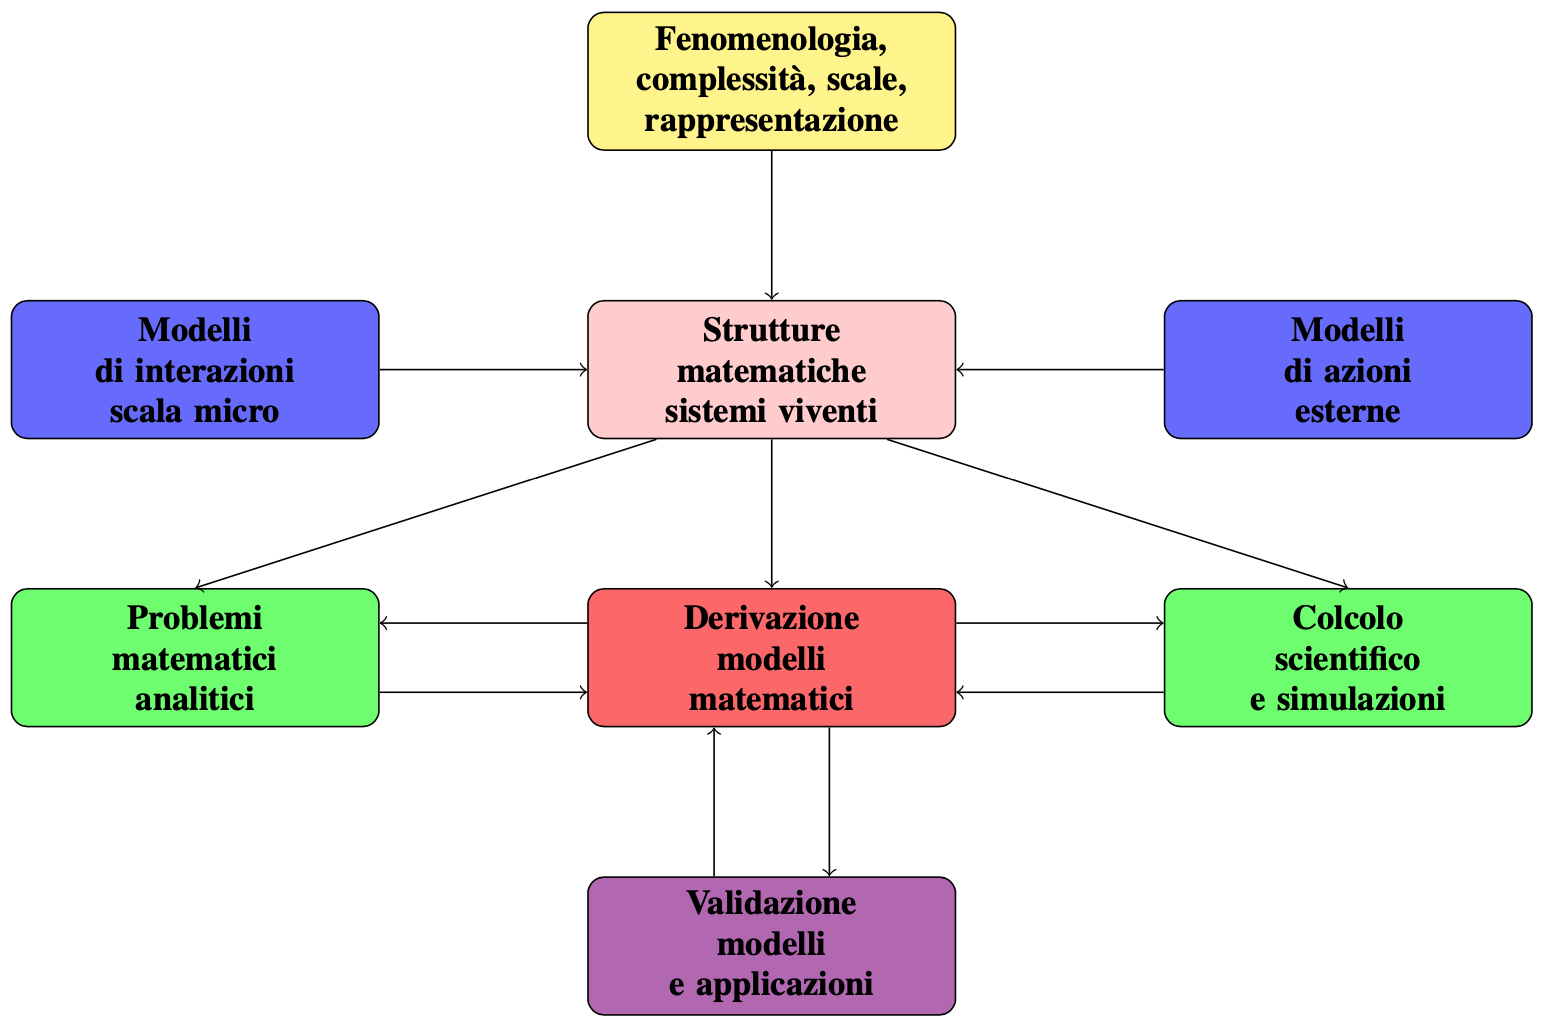 Fenomenologia,
complessità, scale,
rappresentazione
Modelli
di interazioni
scala micro
Strutture
matematiche
sistemi viventi
Modelli
di azioni
esterne
Problemi
matematici
analitici
Derivazione
modelli
matematici
Colcolo
scientifico
e simulazioni
Validazione
modelli
e applicazioni